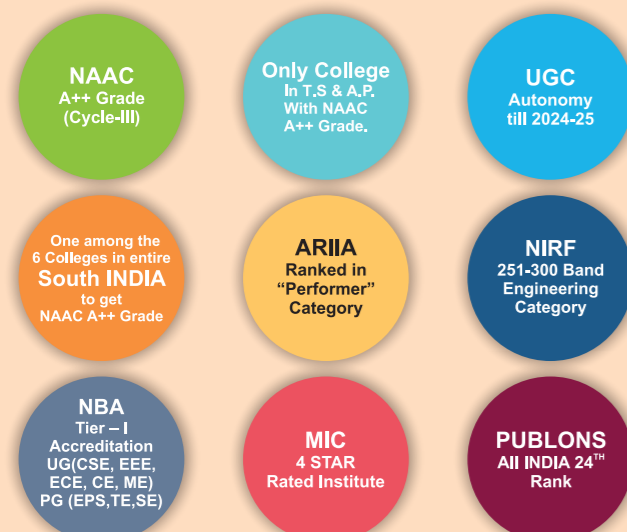 NAAC
A++ Grade
(Cycle-III)
Only College
In T.S & A.P.
With NAAC
A++ Grade.
UGC
Autonomy
till 2024-25
One among the
6 Colleges in entire
South INDIA
to get
NAAC A++ Grade
ARIIA
Ranked in
“Performer”
Category
NIRF
251-300 Band
Engineering
Category
NBA
Tier – I
Accreditation
UG(CSE, EEE,
ECE, CE, ME)
PG (EPS,TE,SE)
MIC
4 STAR
Rated Institute
PUBLONS
All INDIA 24TH
Rank